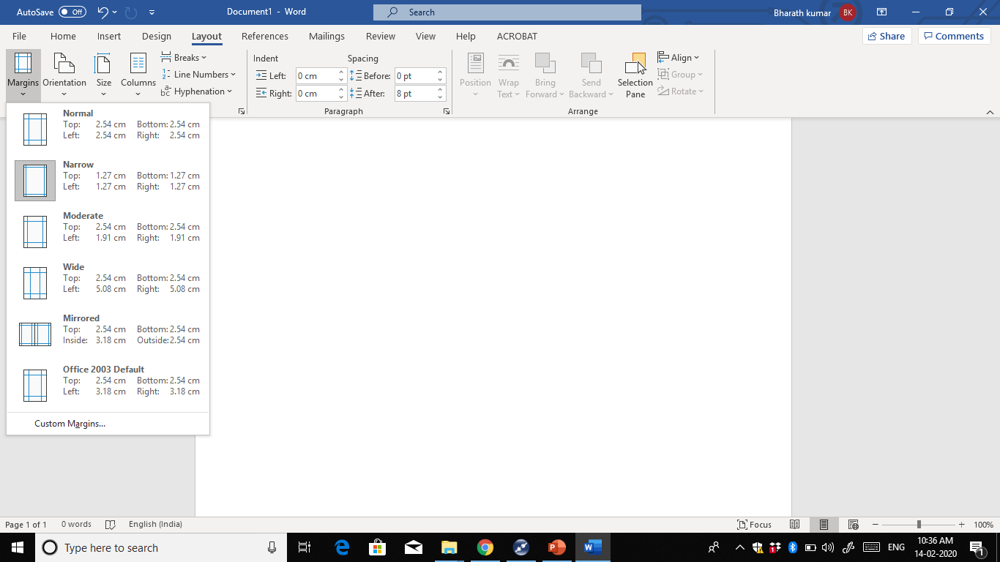 AutoSave Off Document1 - Word Search Bharath kumar BK
File Home Insert Design Layout References Mailings Review View Help ACROBAT Share Comments
Margins Orientation Size Columns
Breaks
Line Numbers
Hyphenation
Indent Spacing
Left: 0 cm Before: 0 pt
Right: 0 cm After: 8 pt
Paragraph
Position
Wrap
Text
Bring
Forward
Send
Backward
Selection
Pane
Align
Group
Rotate
Arrange
Normal
Top: 2.54 cm Bottom: 2.54 cm
Left: 2.54 cm Right: 2.54 cm
Narrow
Top: 1.27 cm Bottom: 1.27 cm
Left: 1.27 cm Right: 1.27 cm
Moderate
Top: 2.54 cm Bottom: 2.54 cm
Left: 1.91 cm Right: 1.91 cm
Wide
Top: 2.54 cm Bottom: 2.54 cm
Left: 5.08 cm Right: 5.08 cm
Mirrored
Top: 2.54 cm Bottom: 2.54 cm
Inside: 3.18 cm Outside: 2.54 cm
Office 2003 Default
Top: 2.54 cm Bottom: 2.54 cm
Left: 3.18 cm Right: 3.18 cm
Custom Margins...
Page 1 of 1 0 words English (India) Focus 100%
Type here to search ENG
10:36 AM
14-02-2020
1